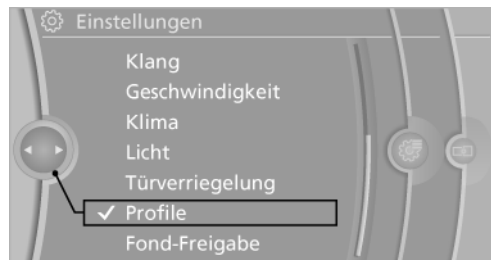 Einstellungen
Klang
Geschwindigkeit
Klima
Licht
Türverriegelung
Profile
Fond-Freigabe